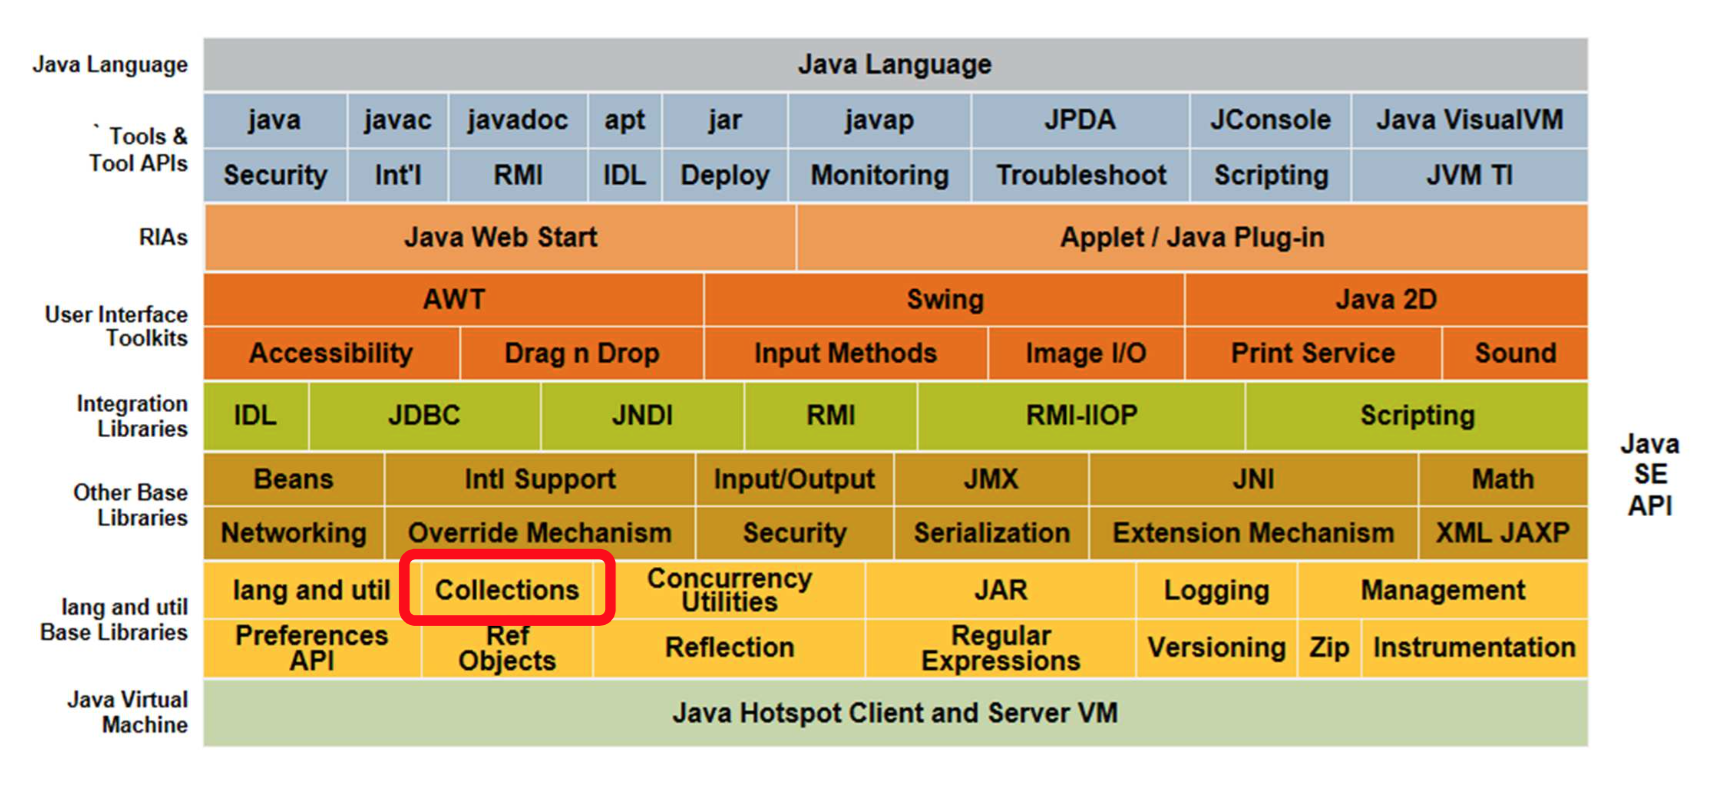 Java Language
Java Language
` Tools &
Tool APIs
java javac javadoc apt jar javap JPDA JConsole Java VisualVM
Security Int'l RMI IDL Deploy Monitoring Troubleshoot Scripting JVM TI
RIAs
Java Web Start Applet / Java Plug-in
User Interface
Toolkits
AWT Swing Java 2D
Accessibility Drag n Drop Input Methods Image I/O Print Service Sound
Integration
Libraries
IDL JDBC JNDI RMI RMI-IIOP Scripting
Other Base
Libraries
Beans Intl Support Input/Output JMX JNI Math
Networking Override Mechanism Security Serialization Extension Mechanism XML JAXP
lang and util
Base Libraries
lang and util Collections Concurrency
Utilities JAR Logging Management
Preferences
API Ref
Objects Reflection Regular
Expressions Versioning Zip Instrumentation
Java Virtual
Machine
Java Hotspot Client and Server VM
Java
SE
API